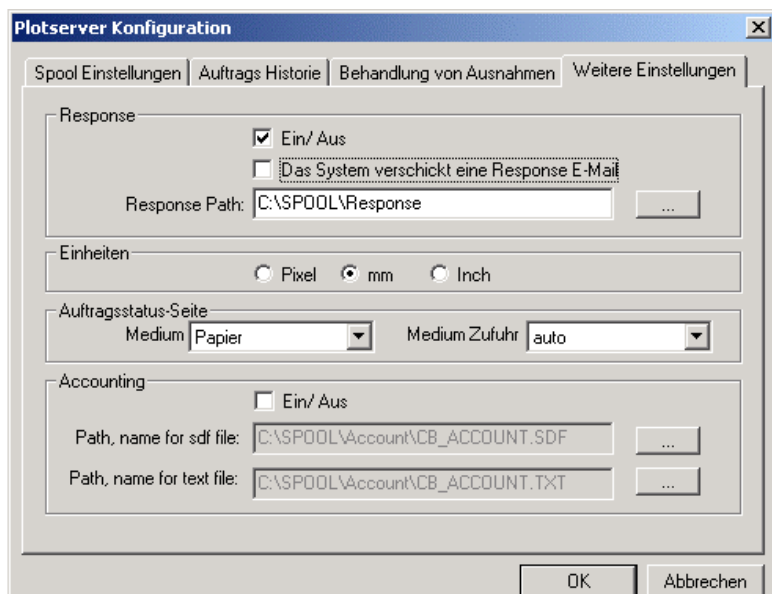 Plotserver Konfiguration
Spool Einstellungen Auftrags Historie Behandlung von Ausnahmen Weitere Einstellungen
Response
Ein/ Aus
Das System verschickt eine Response E-Mail
Response Path: C:\SPOOL\Response ...
Einheiten
Pixel mm Inch
Auftragsstatus-Seite
Medium Papier Medium Zufuhr auto
Accounting
Ein/ Aus
Path, name for sdf file: C:\SPOOL\Account\CB_ACCOUNT.SDF ...
Path, name for text file: C:\SPOOL\Account\CB_ACCOUNT.TXT ...
OK Abbrechen